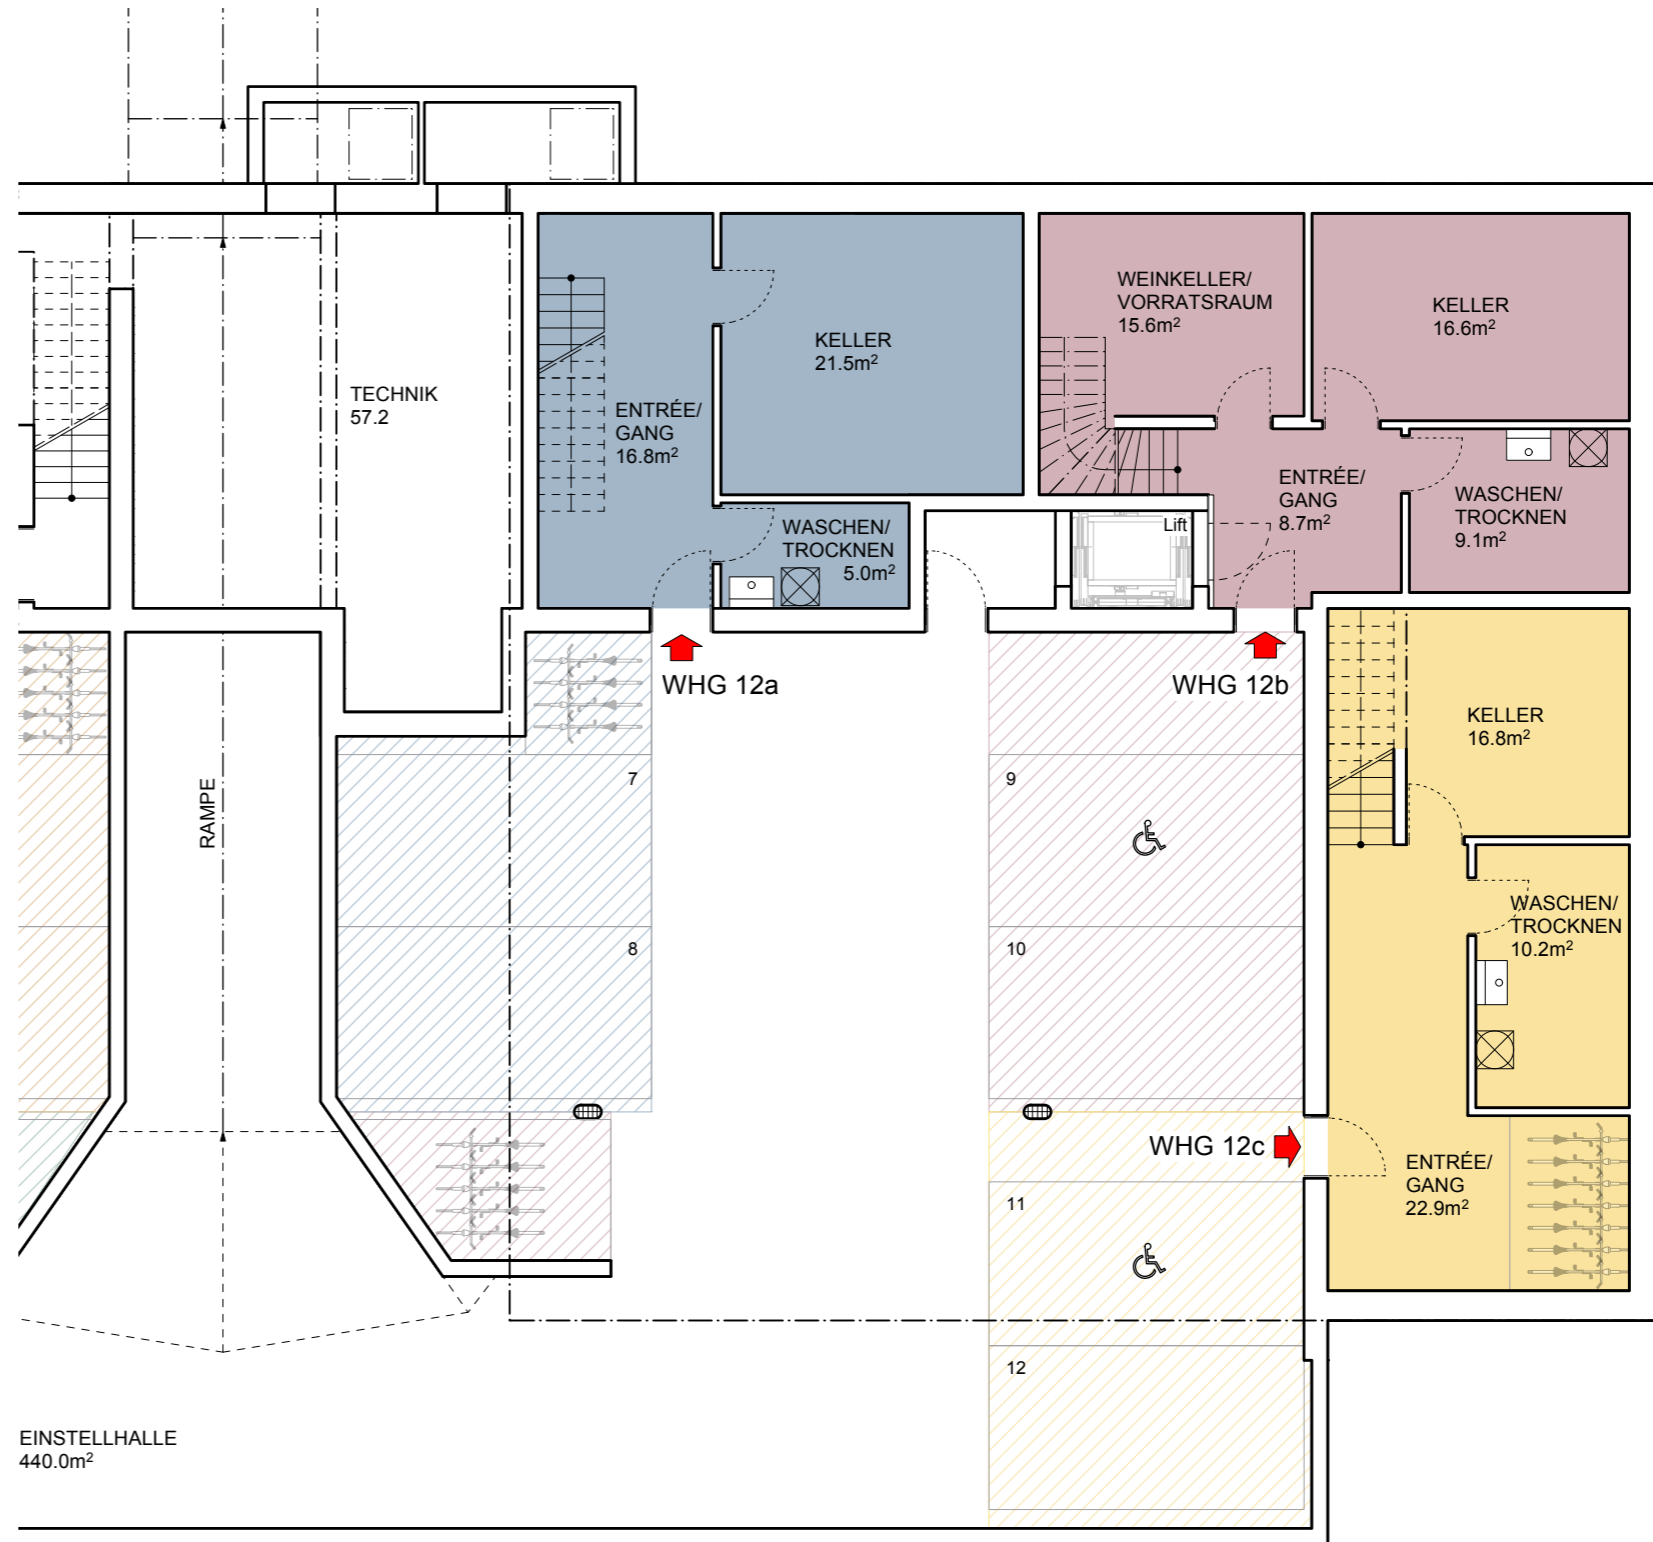 WEINKELLER/
VORRATSRAUM
15.6m²
KELLER
16.6m²
KELLER
21.5m²
TECHNIK
57.2
ENTRÉE/
GANG
16.8m²
ENTRÉE/
GANG
8.7m²
WASCHEN/
TROCKNEN
9.1m²
WASCHEN/
TROCKNEN
5.0m²
Lift
WHG 12a
WHG 12b
KELLER
16.8m²
RAMPE
7
9
8
10
WASCHEN/
TROCKNEN
10.2m²
WHG 12c
ENTRÉE/
GANG
22.9m²
11
12
EINSTELLHALLE
440.0m²